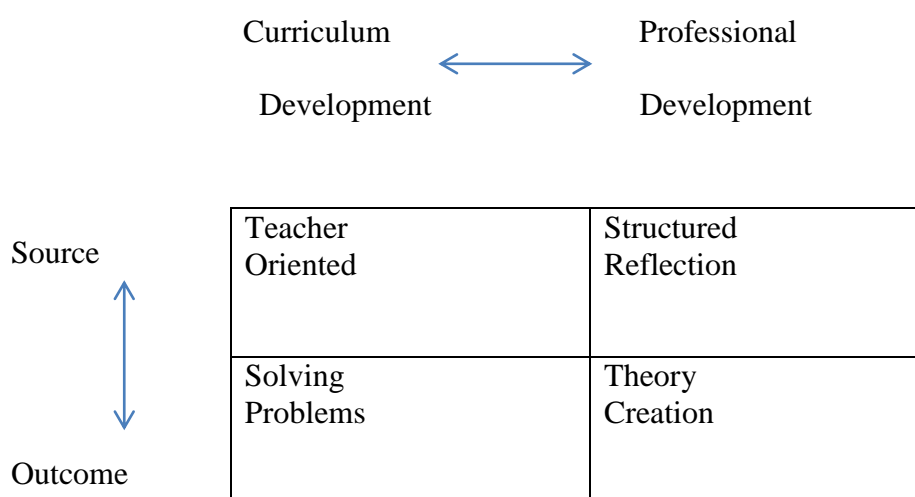 Curriculum Professional
Development Development
Source
Teacher
Oriented
Structured
Reflection
Outcome
Solving
Problems
Theory
Creation